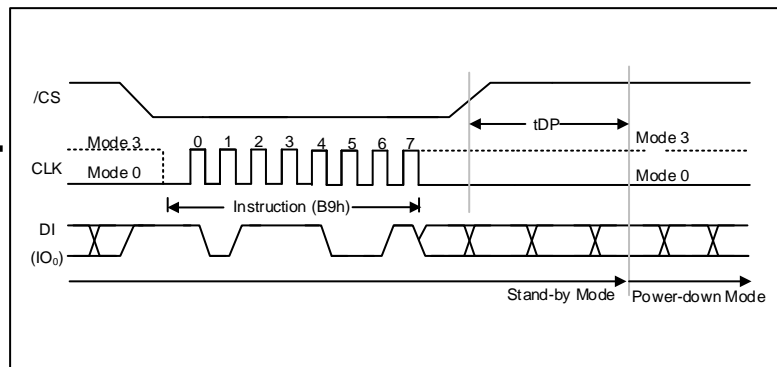 /CS
tDP
Mode 3
0 1 2 3 4 5 6 7
Mode 3
CLK
Mode 0
Mode 0
Instruction (B9h)
DI
(IO₀)
Stand-by Mode
Power-down Mode